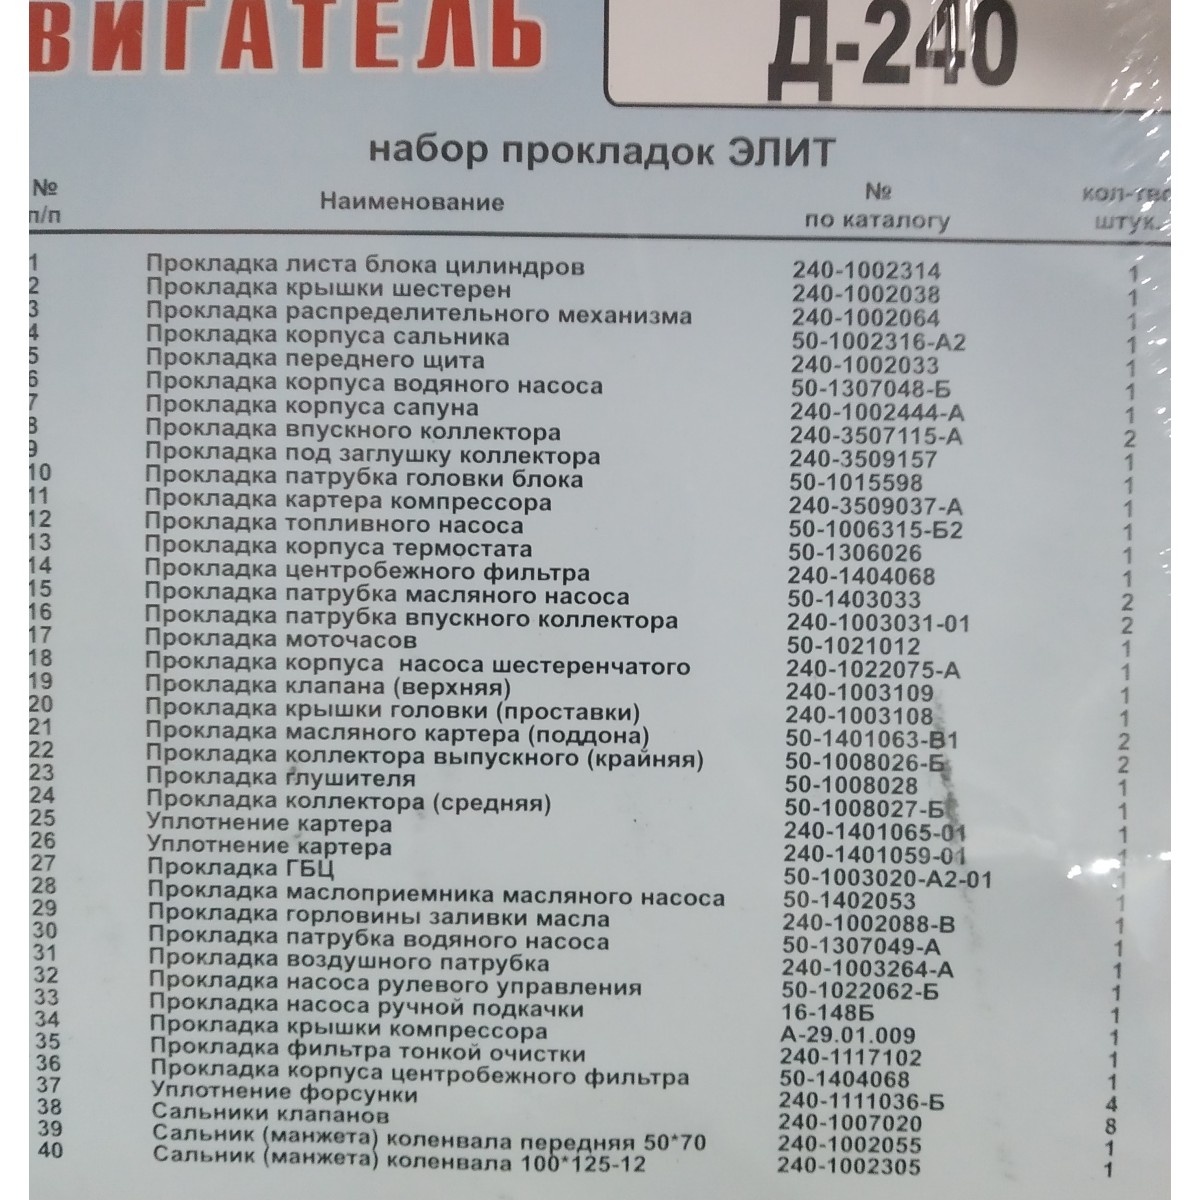 ВИГАТЕЛЬ Д-240
набор прокладок ЭЛИТ
№ п/п Наименование № по каталогу кол-тво штук.
1 Прокладка листа блока цилиндров 240-1002314 1
2 Прокладка крышки шестерен 240-1002038 1
3 Прокладка распределительного механизма 240-1002064 1
4 Прокладка корпуса сальника 50-1002316-А2 1
5 Прокладка переднего щита 240-1002033 1
6 Прокладка корпуса водяного насоса 50-1307048-Б 1
7 Прокладка корпуса сапуна 240-1002444-А 1
8 Прокладка впускного коллектора 240-3507115-А 2
9 Прокладка под заглушку коллектора 240-3509157 1
10 Прокладка патрубка головки блока 50-1015598 1
11 Прокладка картера компрессора 240-3509037-А 1
12 Прокладка топливного насоса 50-1006315-Б2 1
13 Прокладка корпуса термостата 50-1306026 1
14 Прокладка центробежного фильтра 240-1404068 1
15 Прокладка патрубка масляного насоса 50-1403033 2
16 Прокладка патрубка впускного коллектора 240-1003031-01 2
17 Прокладка моточасов 50-1021012 1
18 Прокладка корпуса насоса шестеренчатого 240-1022075-А 1
19 Прокладка клапана (верхняя) 240-1003109 1
20 Прокладка крышки головки (проставки) 240-1003108 1
21 Прокладка масляного картера (поддона) 50-1401063-В1 2
22 Прокладка коллектора выпускного (крайняя) 50-1008026-Б 2
23 Прокладка глушителя 50-1008028 1
24 Прокладка коллектора (средняя) 50-1008027-Б 1
25 Уплотнение картера 240-1401065-01 1
26 Уплотнение картера 240-1401059-01 1
27 Прокладка ГБЦ 50-1003020-А2-01 1
28 Прокладка маслоприемника масляного насоса 50-1402053 1
29 Прокладка горловины заливки масла 240-1002088-В 1
30 Прокладка патрубка водяного насоса 50-1307049-А 1
31 Прокладка воздушного патрубка 240-1003264-А 1
32 Прокладка насоса рулевого управления 50-1022062-Б 1
33 Прокладка насоса ручной подкачки 16-148Б 1
34 Прокладка крышки компрессора А-29.01.009 1
35 Прокладка фильтра тонкой очистки 240-1117102 1
36 Прокладка корпуса центробежного фильтра 50-1404068 1
37 Уплотнение форсунки 240-1111036-Б 4
38 Сальники клапанов 240-1007020 8
39 Сальник (манжета) коленвала передняя 50*70 240-1002055 1
40 Сальник (манжета) коленвала 100*125-12 240-1002305 1